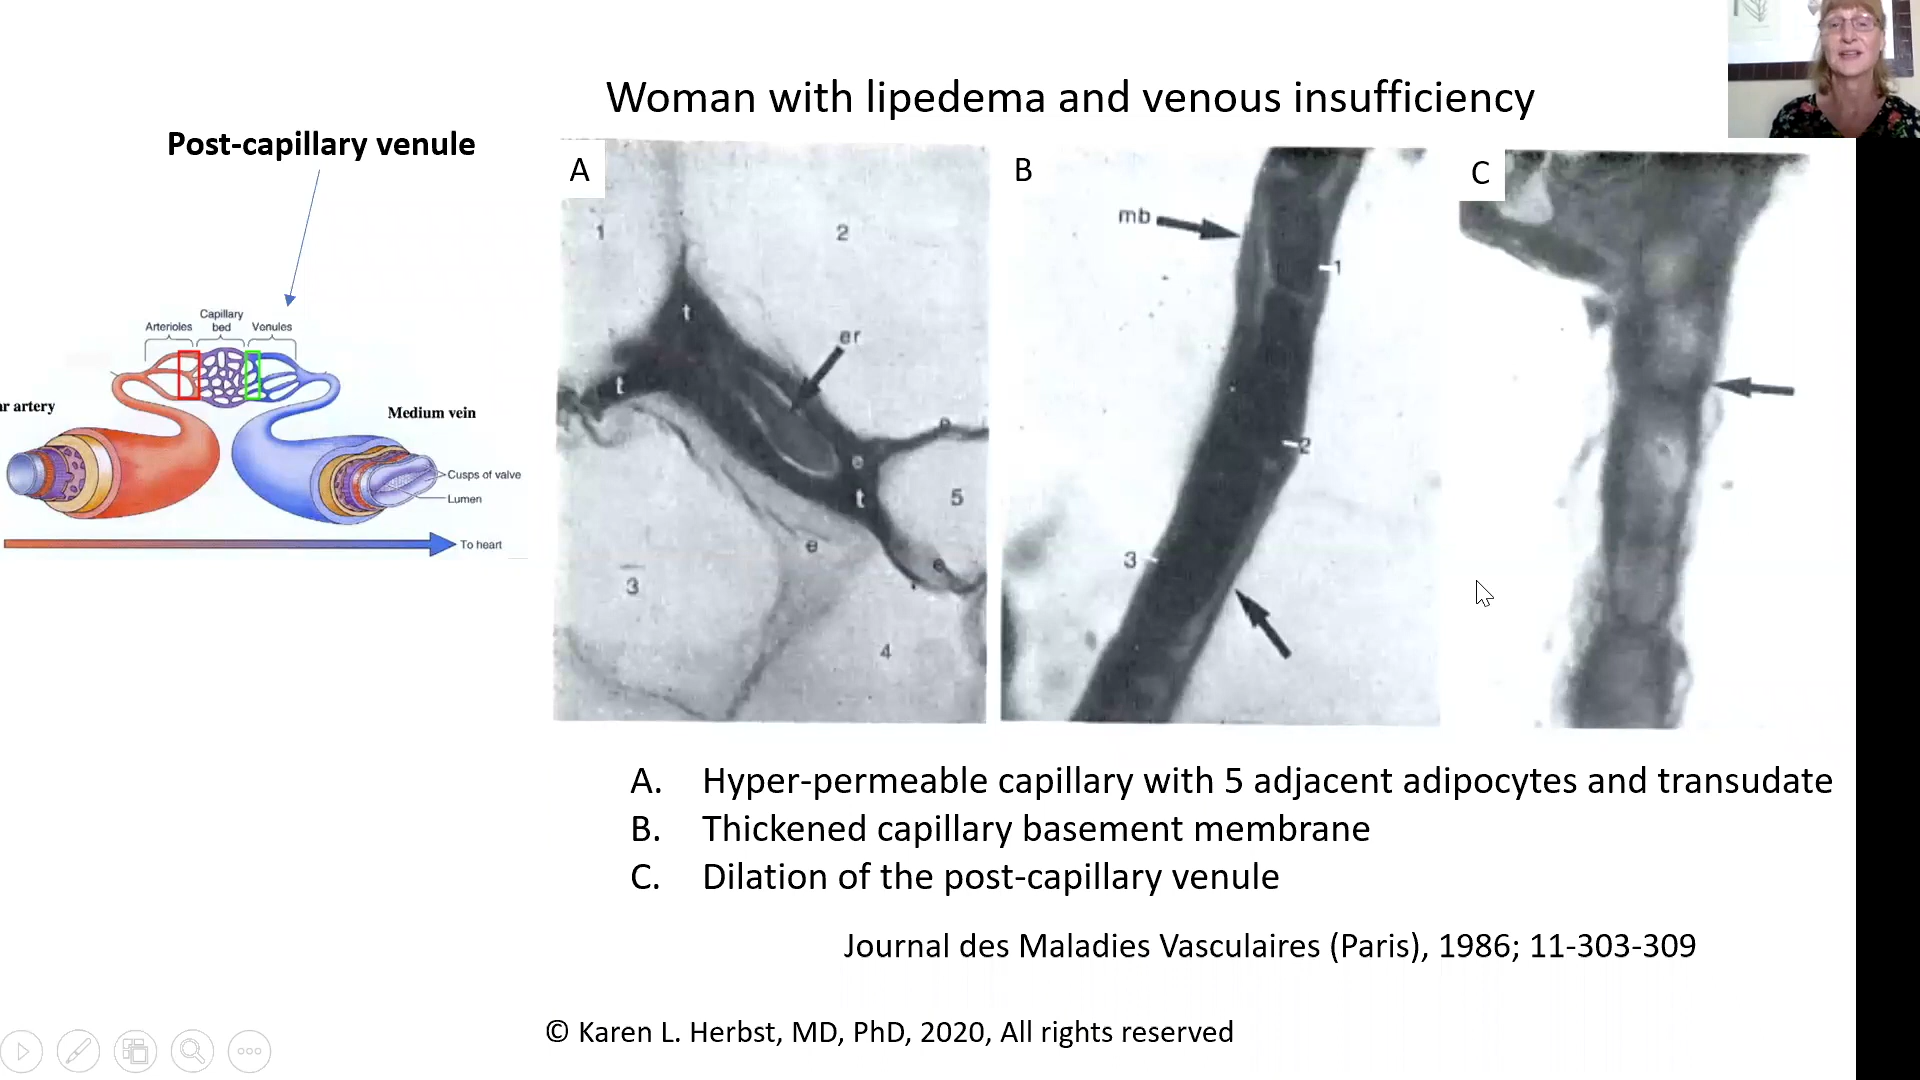 Woman with lipedema and venous insufficiency
Post-capillary venule
Arterioles
Capillary
bed
Venules
ar artery
Medium vein
Cusps of valve
Lumen
To heart
A
1
2
t
er
t
e
e
t
5
e
e
3
4
B
mb
1
2
3
C
A. Hyper-permeable capillary with 5 adjacent adipocytes and transudate
B. Thickened capillary basement membrane
C. Dilation of the post-capillary venule
Journal des Maladies Vasculaires (Paris), 1986; 11-303-309
© Karen L. Herbst, MD, PhD, 2020, All rights reserved